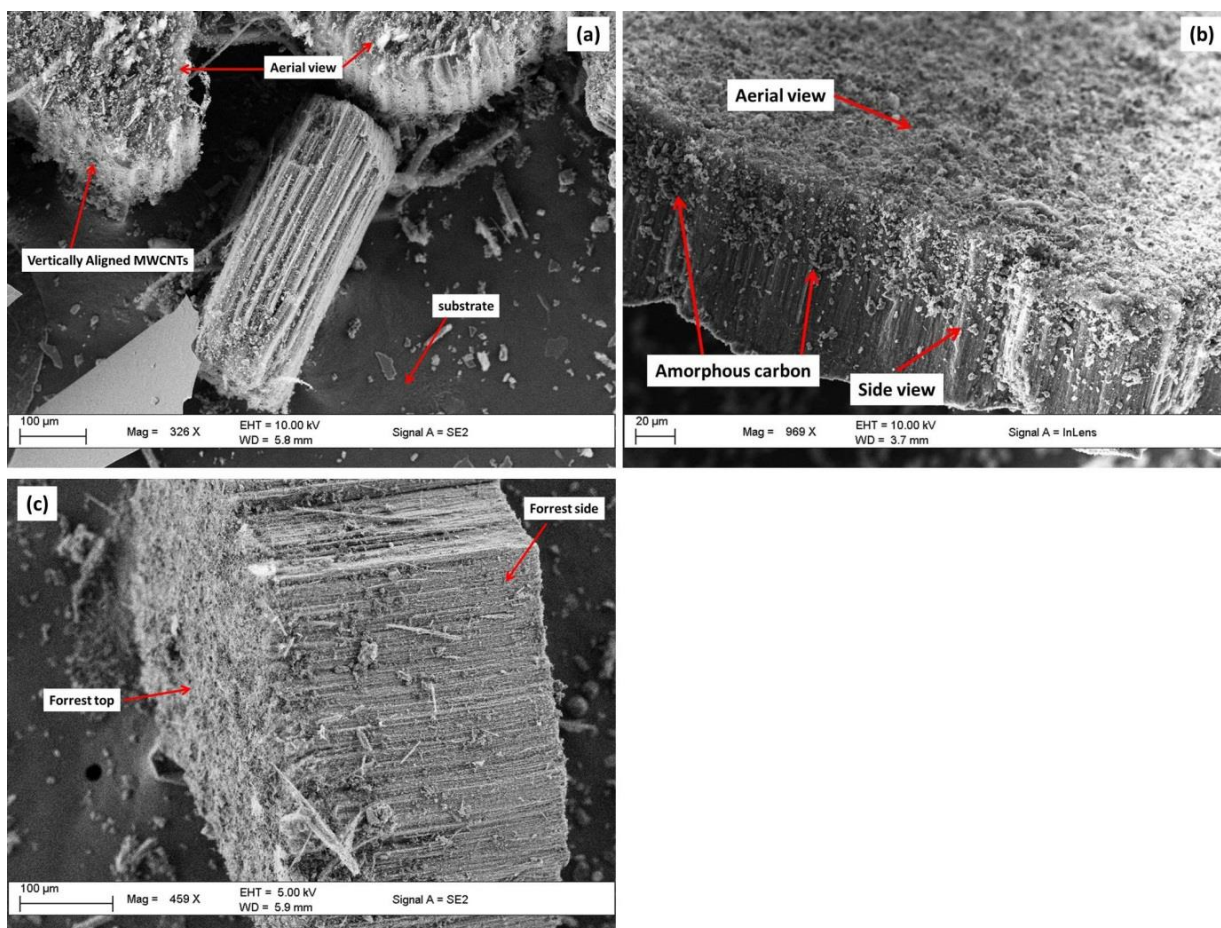 (a)
Aerial view
Vertically Aligned MWCNTs
substrate
100 µm
Mag = 326 X
EHT = 10.00 kV
WD = 5.8 mm
Signal A = SE2
(b)
Aerial view
Amorphous carbon
Side view
20 µm
Mag = 969 X
EHT = 10.00 kV
WD = 3.7 mm
Signal A = InLens
(c)
Forrest side
Forrest top
100 µm
Mag = 459 X
EHT = 5.00 kV
WD = 5.9 mm
Signal A = SE2